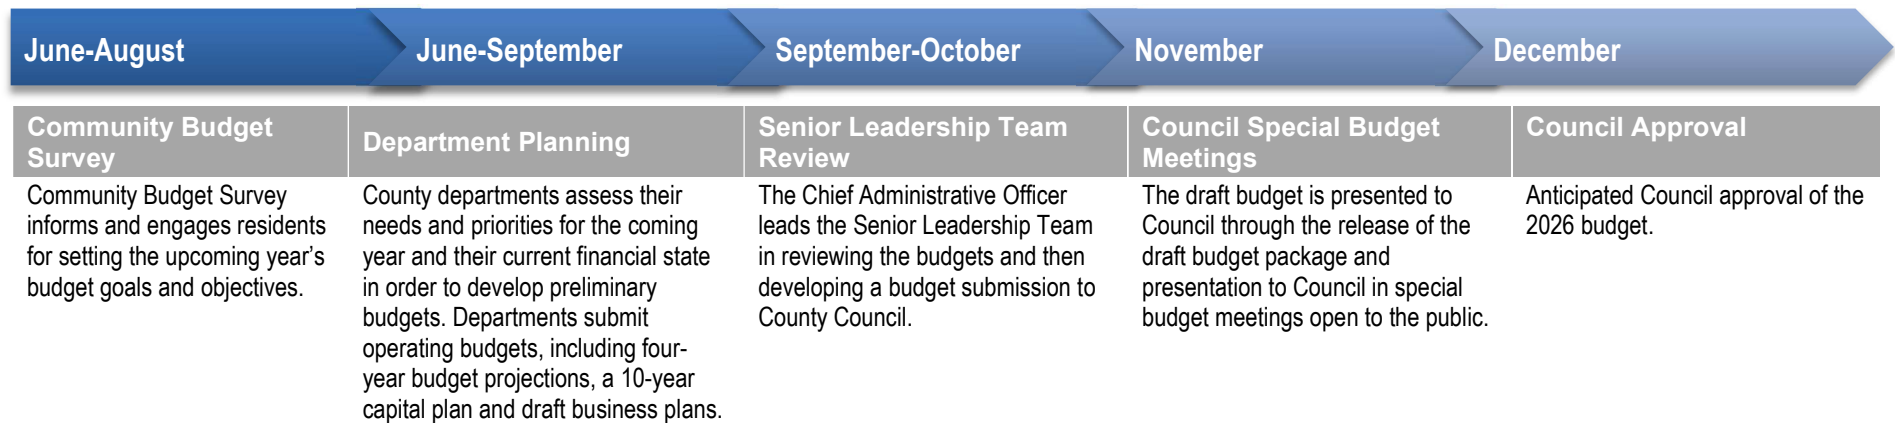 June-August
June-September
September-October
November
December
Community Budget
Survey
Community Budget Survey
informs and engages residents
for setting the upcoming year’s
budget goals and objectives.
Department Planning
County departments assess their
needs and priorities for the coming
year and their current financial state
in order to develop preliminary
budgets. Departments submit
operating budgets, including four-
year budget projections, a 10-year
capital plan and draft business plans.
Senior Leadership Team
Review
The Chief Administrative Officer
leads the Senior Leadership Team
in reviewing the budgets and then
developing a budget submission to
County Council.
Council Special Budget
Meetings
The draft budget is presented to
Council through the release of the
draft budget package and
presentation to Council in special
budget meetings open to the public.
Council Approval
Anticipated Council approval of the
2026 budget.